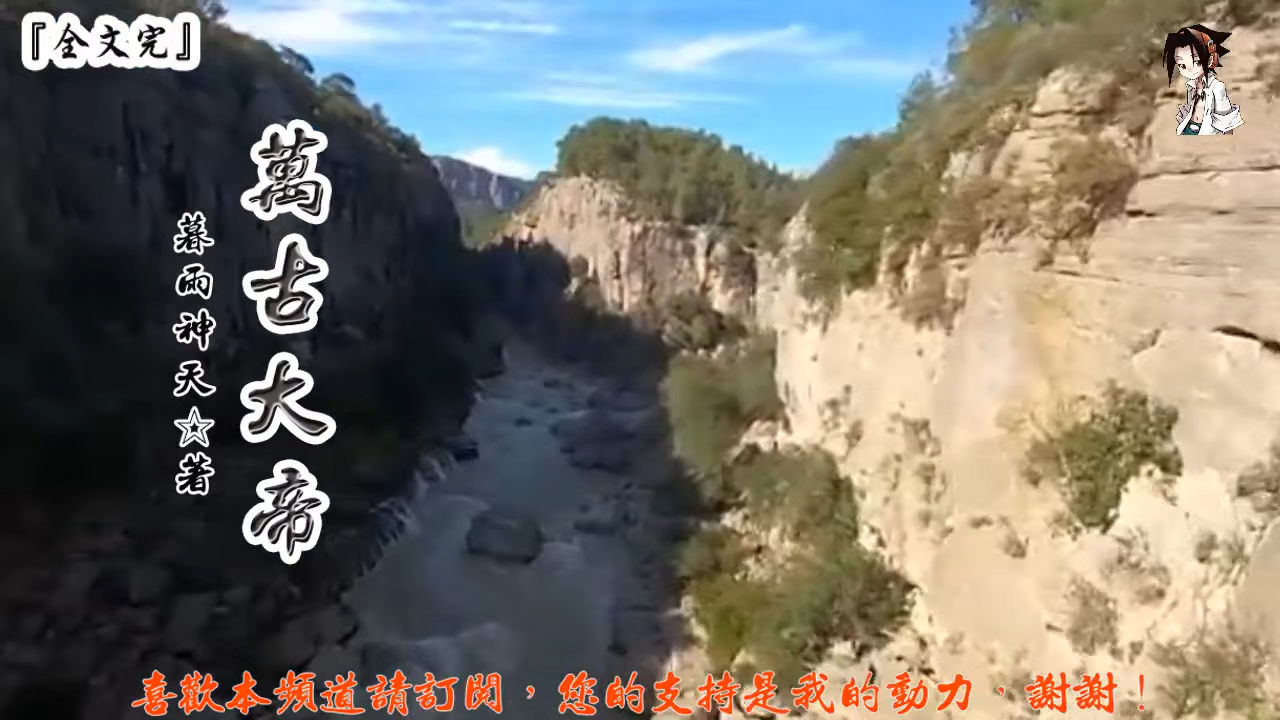 『全文完』
萬古大帝
暮雨神天☆著
喜歡本頻道請訂閱，您的支持是我的動力，謝謝！